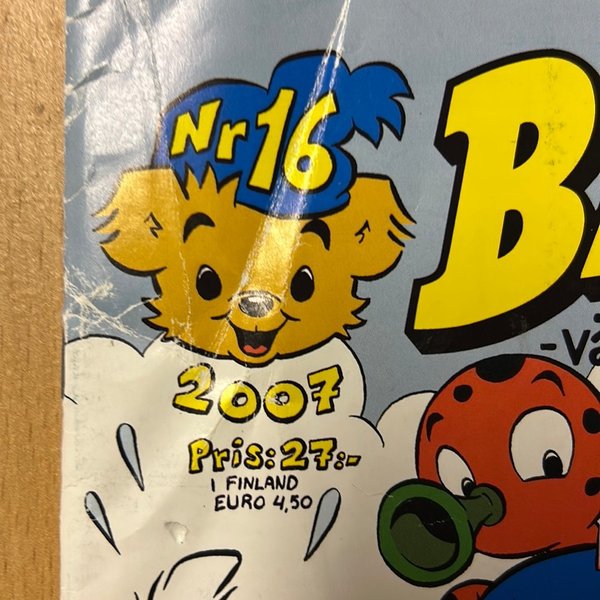 Nr 16
2007
Pris: 27:-
I FINLAND
EURO 4,50